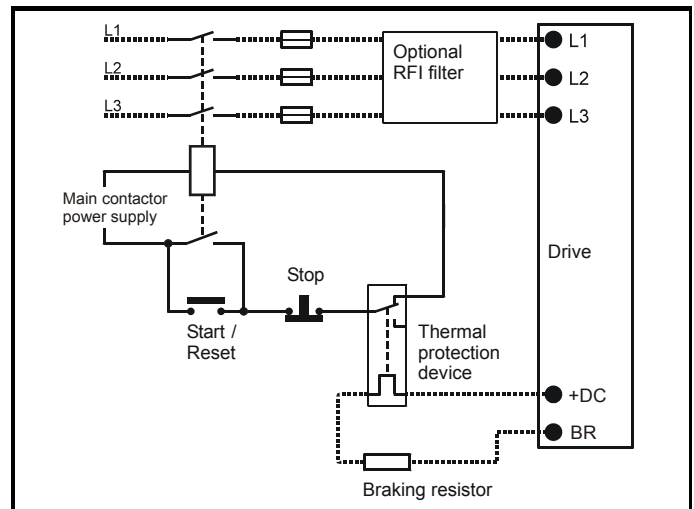 L1
L2
L3
Optional
RFI filter
L1
L2
L3
Main contactor
power supply
Drive
Stop
Start /
Reset
Thermal
protection
device
+DC
BR
Braking resistor